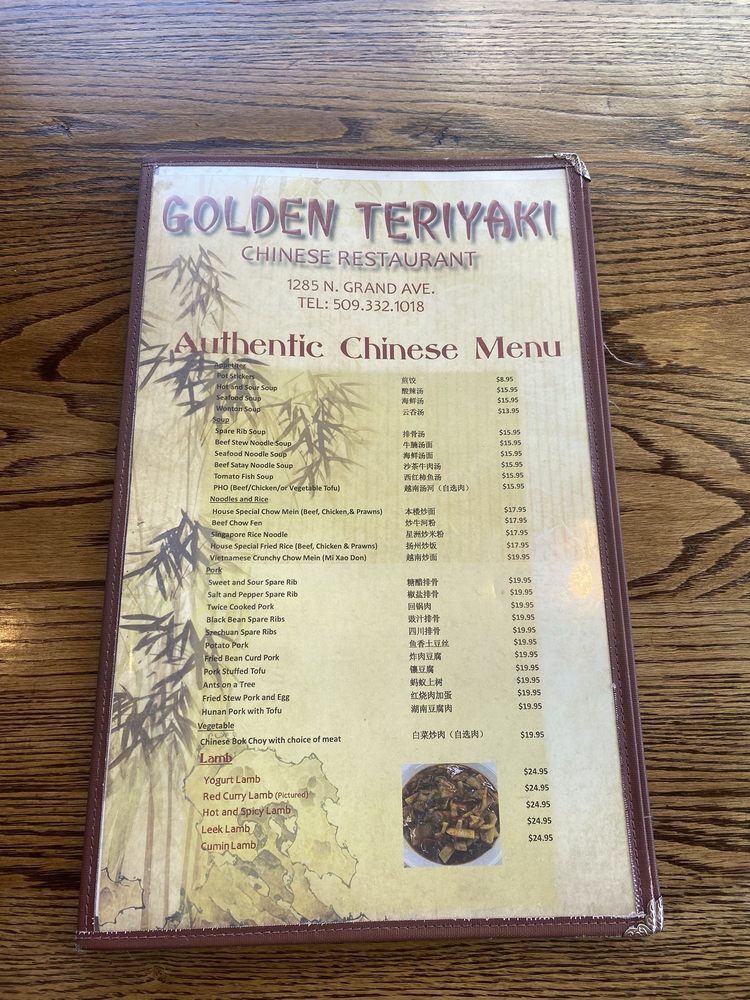 GOLDEN TERIYAKI
CHINESE RESTAURANT
1285 N. GRAND AVE.
TEL: 509.332.1018
Authentic Chinese Menu
Appetizer
Pot Stickers 煎饺 $8.95
Hot and Sour Soup 酸辣汤 $15.95
Seafood Soup 海鲜汤 $15.95
Wonton Soup 云吞汤 $13.95
Soup
Spare Rib Soup 排骨汤 $15.95
Beef Stew Noodle Soup 牛腩汤面 $15.95
Seafood Noodle Soup 海鲜汤面 $15.95
Beef Satay Noodle Soup 沙茶牛肉汤 $15.95
Tomato Fish Soup 西红柿鱼汤 $15.95
PHO (Beef/Chicken/or Vegetable Tofu) 越南汤河（自选肉） $15.95
Noodles and Rice
House Special Chow Mein (Beef, Chicken,& Prawns) 本楼炒面 $17.95
Beef Chow Fen 炒牛河粉 $17.95
Singapore Rice Noodle 星洲炒米粉 $17.95
House Special Fried Rice (Beef, Chicken & Prawns) 扬州炒饭 $17.95
Vietnamese Crunchy Chow Mein (Mi Xao Don) 越南炒面 $19.95
Pork
Sweet and Sour Spare Rib 糖醋排骨 $19.95
Salt and Pepper Spare Rib 椒盐排骨 $19.95
Twice Cooked Pork 回锅肉 $19.95
Black Bean Spare Ribs 豉汁排骨 $19.95
Szechuan Spare Ribs 四川排骨 $19.95
Potato Pork 鱼香土豆丝 $19.95
Fried Bean Curd Pork 炸肉豆腐 $19.95
Pork Stuffed Tofu 镶豆腐 $19.95
Ants on a Tree 蚂蚁上树 $19.95
Fried Stew Pork and Egg 红烧肉加蛋 $19.95
Hunan Pork with Tofu 湖南豆腐肉 $19.95
Vegetable
Chinese Bok Choy with choice of meat 白菜炒肉（自选肉） $19.95
Lamb
Yogurt Lamb $24.95
Red Curry Lamb (Pictured) $24.95
Hot and Spicy Lamb $24.95
Leek Lamb $24.95
Cumin Lamb $24.95